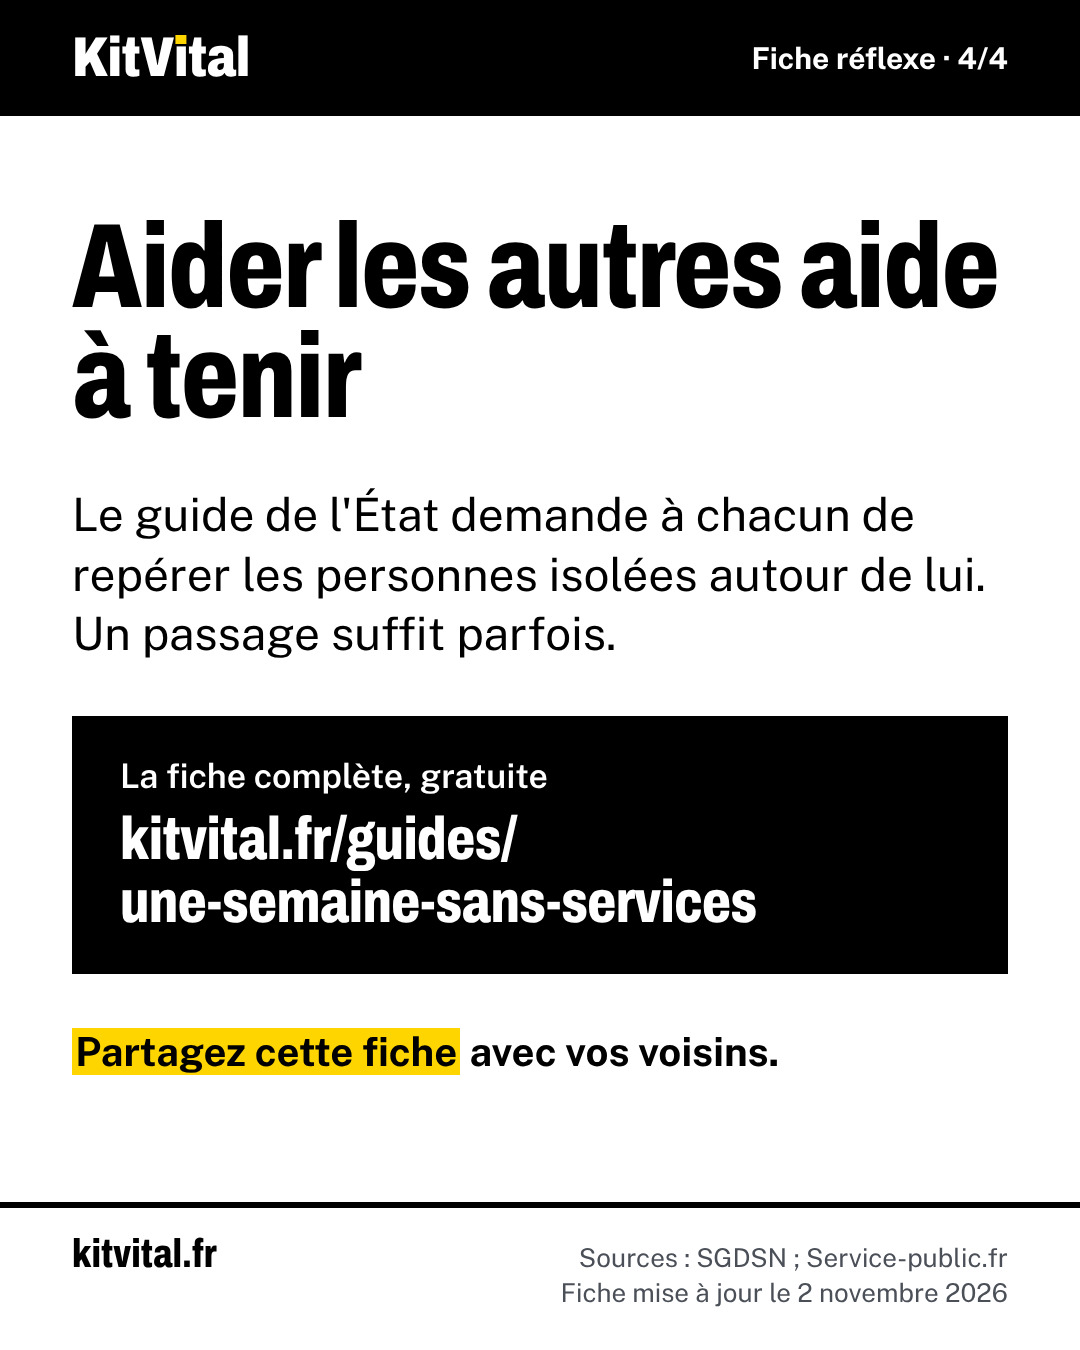 KitVital
Fiche réflexe · 4/4
Aider les autres aide
à tenir
Le guide de l'État demande à chacun de
repérer les personnes isolées autour de lui.
Un passage suffit parfois.
La fiche complète, gratuite
kitvital.fr/guides/
une-semaine-sans-services
Partagez cette fiche avec vos voisins.
kitvital.fr
Sources : SGDSN ; Service-public.fr
Fiche mise à jour le 2 novembre 2026